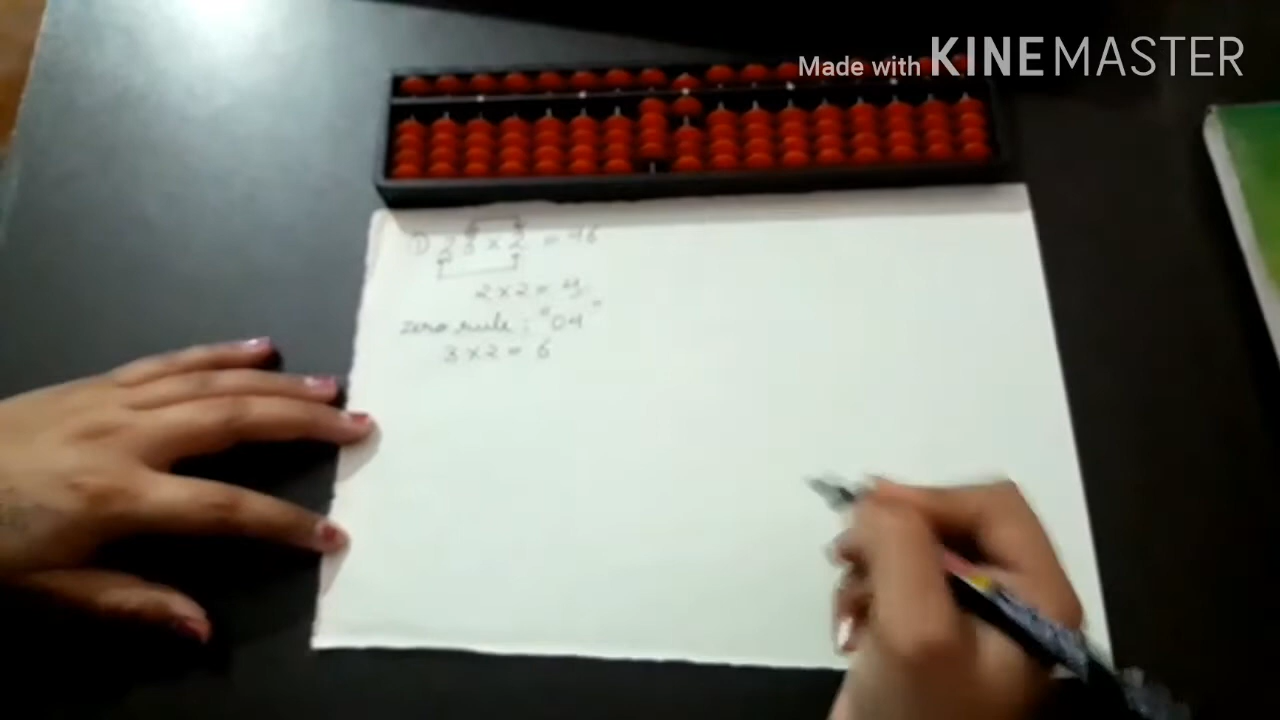 Made with KINEMASTER
① 23 × 2 = 46
2 × 2 = 4
zero rule : "04"
3 × 2 = 6